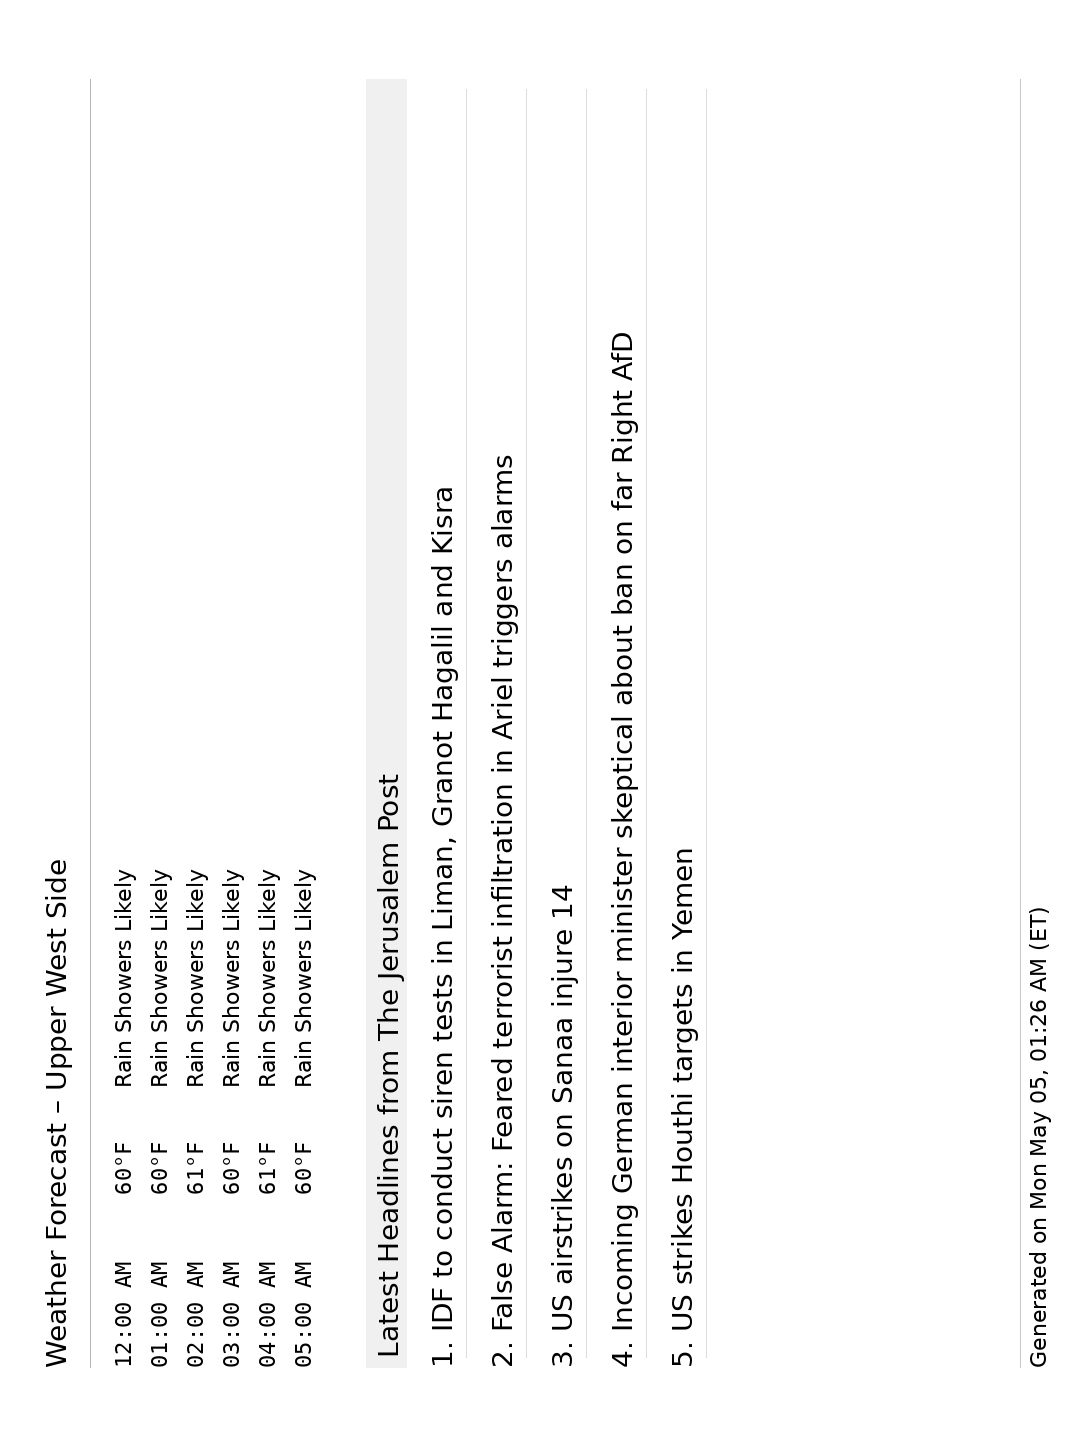 Weather Forecast – Upper West Side
12:00 AM 60°F Rain Showers Likely
01:00 AM 60°F Rain Showers Likely
02:00 AM 61°F Rain Showers Likely
03:00 AM 60°F Rain Showers Likely
04:00 AM 61°F Rain Showers Likely
05:00 AM 60°F Rain Showers Likely
Latest Headlines from The Jerusalem Post
1. IDF to conduct siren tests in Liman, Granot Hagalil and Kisra
2. False Alarm: Feared terrorist infiltration in Ariel triggers alarms
3. US airstrikes on Sanaa injure 14
4. Incoming German interior minister skeptical about ban on far Right AfD
5. US strikes Houthi targets in Yemen
Generated on Mon May 05, 01:26 AM (ET)